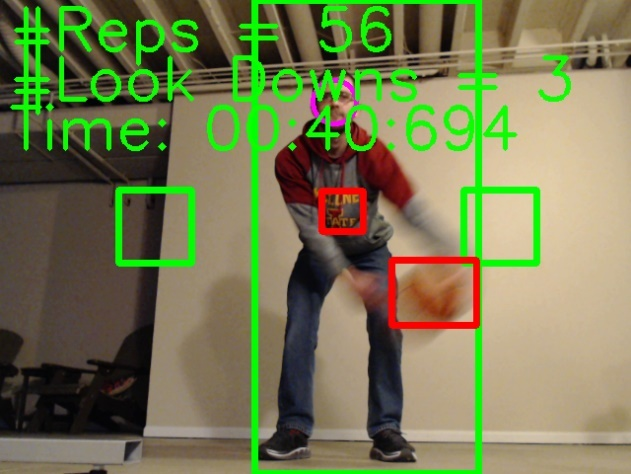 #Reps = 56
#Look Downs = 3
Time: 00:40:694